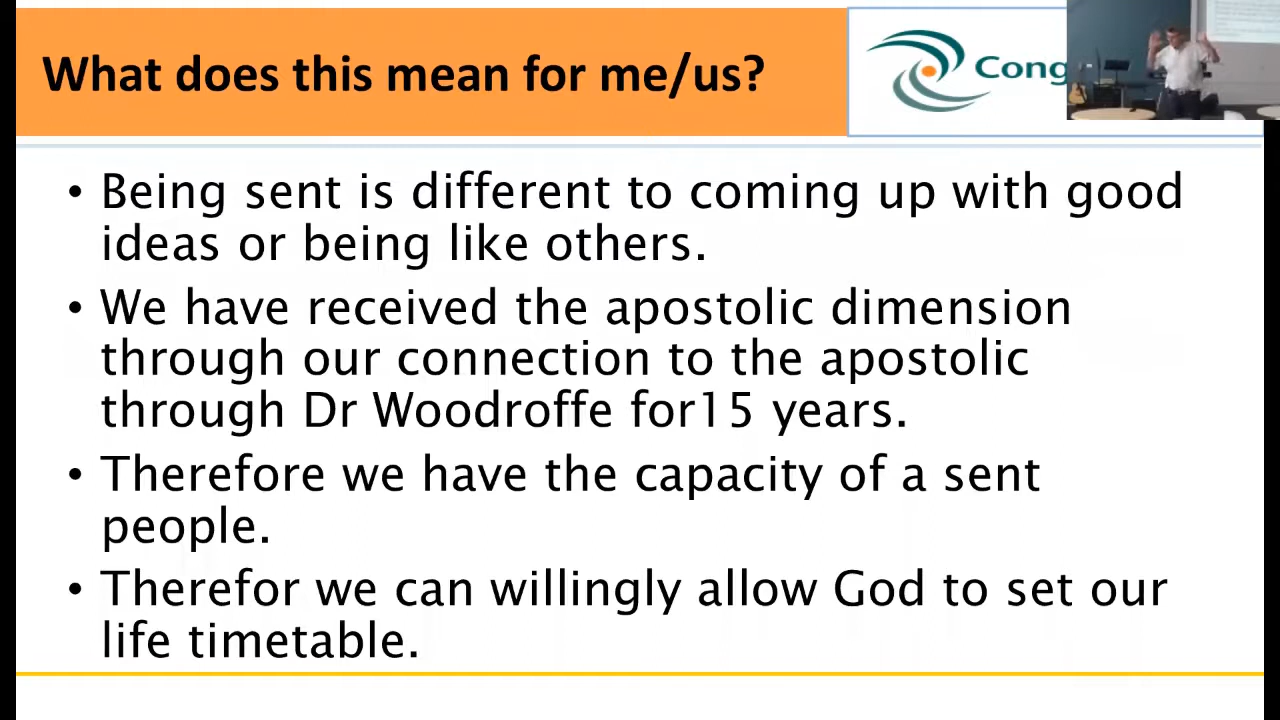 What does this mean for me/us?
Cong
• Being sent is different to coming up with good
ideas or being like others.
• We have received the apostolic dimension
through our connection to the apostolic
through Dr Woodroffe for15 years.
• Therefore we have the capacity of a sent
people.
• Therefor we can willingly allow God to set our
life timetable.